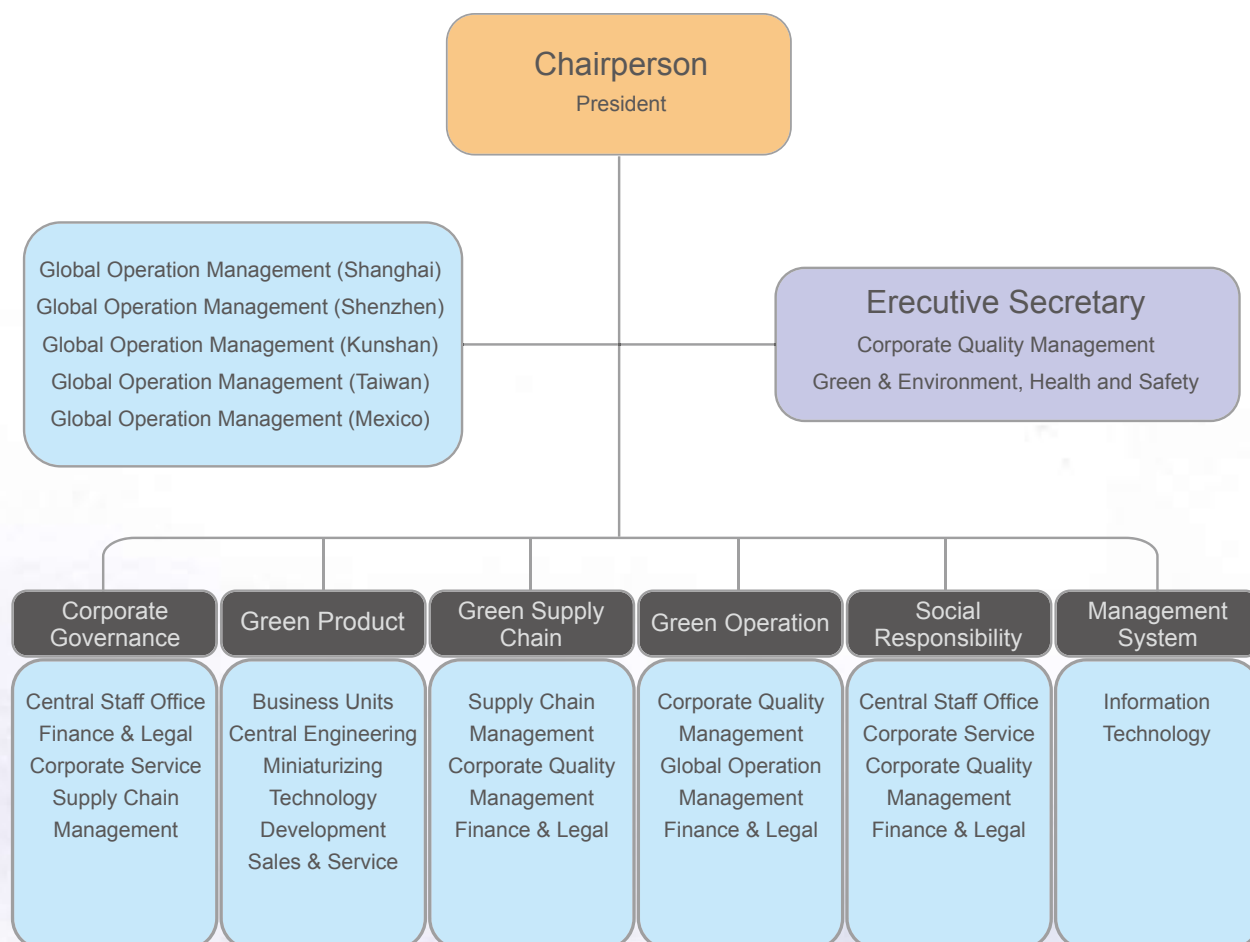 Chairperson
President
Global Operation Management (Shanghai)
Global Operation Management (Shenzhen)
Global Operation Management (Kunshan)
Global Operation Management (Taiwan)
Global Operation Management (Mexico)
Erecutive Secretary
Corporate Quality Management
Green & Environment, Health and Safety
Corporate
Governance
Central Staff Office
Finance & Legal
Corporate Service
Supply Chain
Management
Green Product
Business Units
Central Engineering
Miniaturizing
Technology
Development
Sales & Service
Green Supply
Chain
Supply Chain
Management
Corporate Quality
Management
Finance & Legal
Green Operation
Corporate Quality
Management
Global Operation
Management
Finance & Legal
Social
Responsibility
Central Staff Office
Corporate Service
Corporate Quality
Management
Finance & Legal
Management
System
Information
Technology